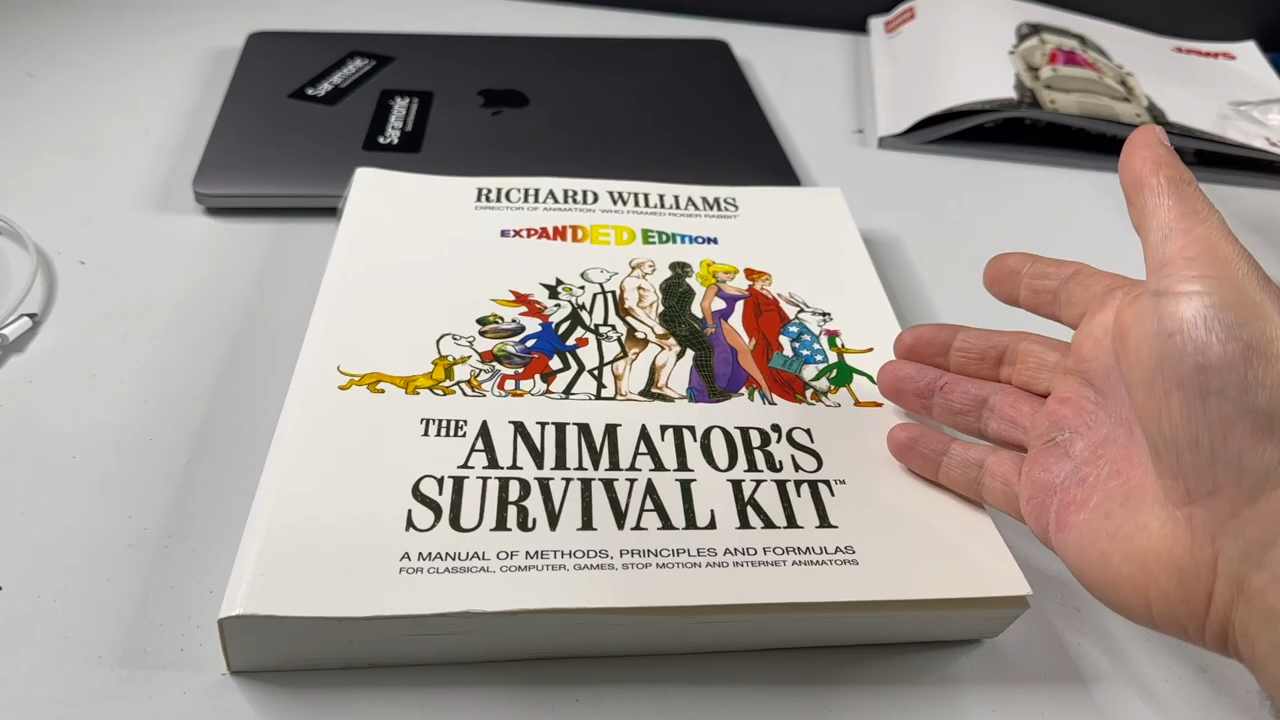 Saramonic
Saramonic
JAWS
RICHARD WILLIAMS
DIRECTOR OF ANIMATION 'WHO FRAMED ROGER RABBIT'
EXPANDED EDITION
THE ANIMATOR'S
SURVIVAL KIT™
A MANUAL OF METHODS, PRINCIPLES AND FORMULAS
FOR CLASSICAL, COMPUTER, GAMES, STOP MOTION AND INTERNET ANIMATORS